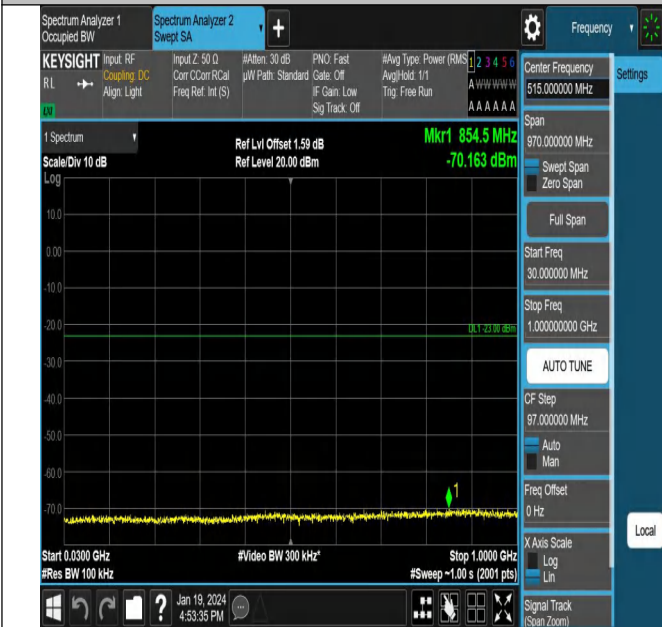 Spectrum Analyzer 1
Occupied BW
Spectrum Analyzer 2
Swept SA
+
Frequency
KEYSIGHT
RL
LXI
Input: RF
Coupling: DC
Align: Light
Input Z: 50 Ω
Corr CCorr RCal
Freq Ref: Int (S)
#Atten: 30 dB
µW Path: Standard
PNO: Fast
Gate: Off
IF Gain: Low
Sig Track: Off
#Avg Type: Power (RMS
Avg|Hold: 1/1
Trig: Free Run
1 2 3 4 5 6
A W W W W W
A A A A A A
1 Spectrum
Scale/Div 10 dB
Log
Ref Lvl Offset 1.59 dB
Ref Level 20.00 dBm
Mkr1 854.5 MHz
-70.163 dBm
10.0
0.00
-10.0
-20.0
DL1 -23.00 dBm
-30.0
-40.0
-50.0
-60.0
-70.0
1
Start 0.0300 GHz
#Res BW 100 kHz
#Video BW 300 kHz*
Stop 1.0000 GHz
#Sweep ~1.00 s (2001 pts)
Center Frequency
515.000000 MHz
Settings
Span
970.000000 MHz
Swept Span
Zero Span
Full Span
Start Freq
30.000000 MHz
Stop Freq
1.000000000 GHz
AUTO TUNE
CF Step
97.000000 MHz
Auto
Man
Freq Offset
0 Hz
X Axis Scale
Log
Lin
Local
Signal Track
(Span Zoom)
?
Jan 19, 2024
4:53:35 PM